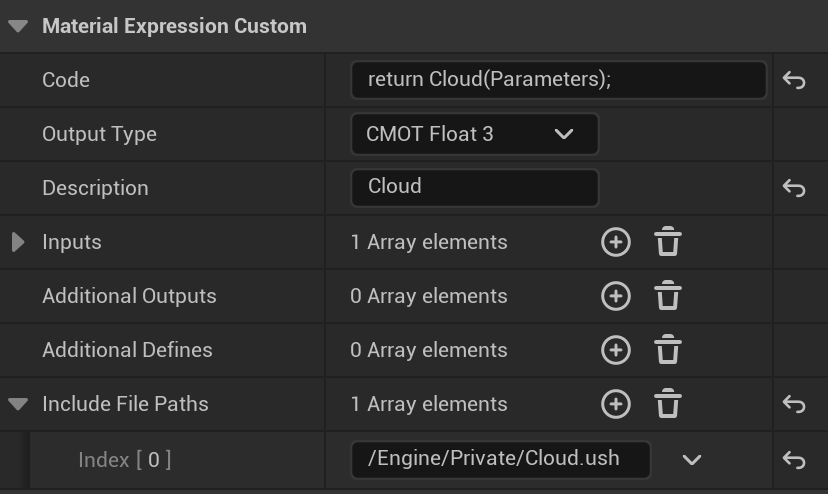 Material Expression Custom
Code return Cloud(Parameters);
Output Type CMOT Float 3
Description Cloud
Inputs 1 Array elements
Additional Outputs 0 Array elements
Additional Defines 0 Array elements
Include File Paths 1 Array elements
Index [ 0 ] /Engine/Private/Cloud.ush